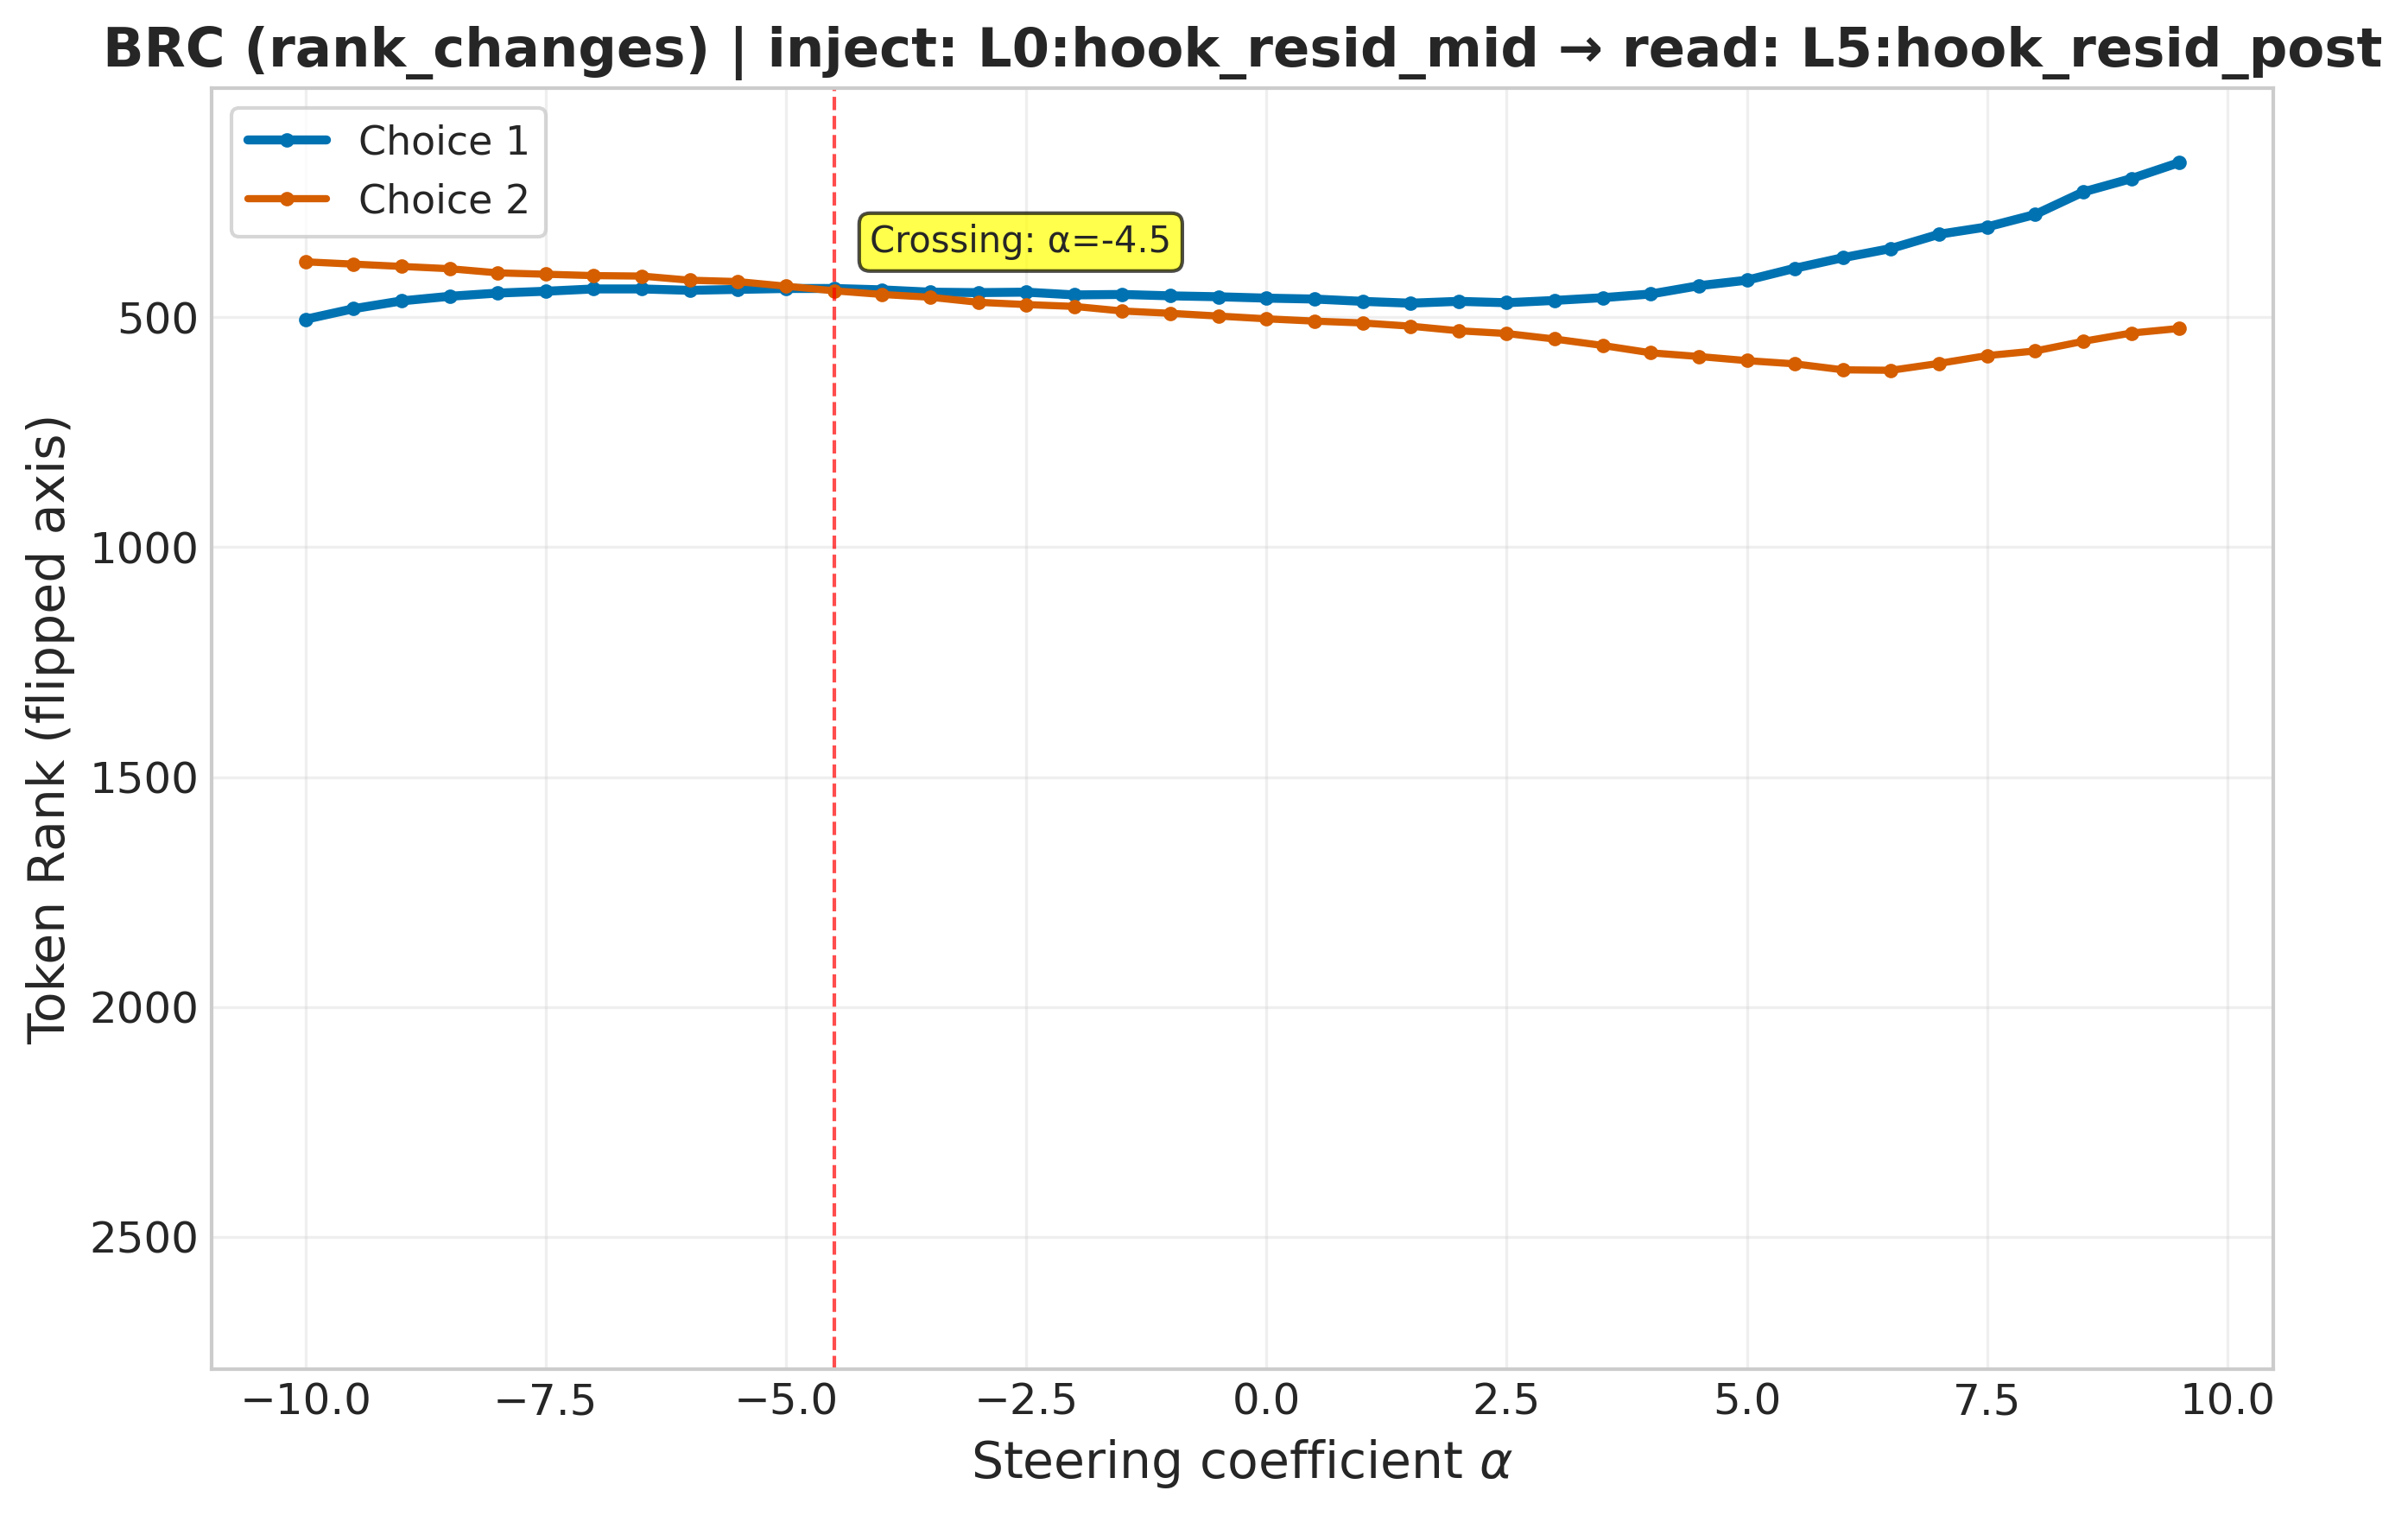 BRC (rank_changes) | inject: L0:hook_resid_mid → read: L5:hook_resid_post
Choice 1
Choice 2
Crossing: α=-4.5
Token Rank (flipped axis)
500
1000
1500
2000
2500
−10.0 −7.5 −5.0 −2.5 0.0 2.5 5.0 7.5 10.0
Steering coefficient α